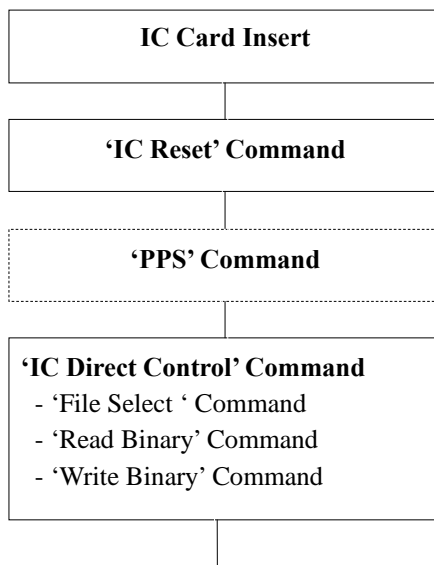 IC Card Insert
‘IC Reset’ Command
‘PPS’ Command
‘IC Direct Control’ Command
- ‘File Select ‘ Command
- ‘Read Binary’ Command
- ‘Write Binary’ Command